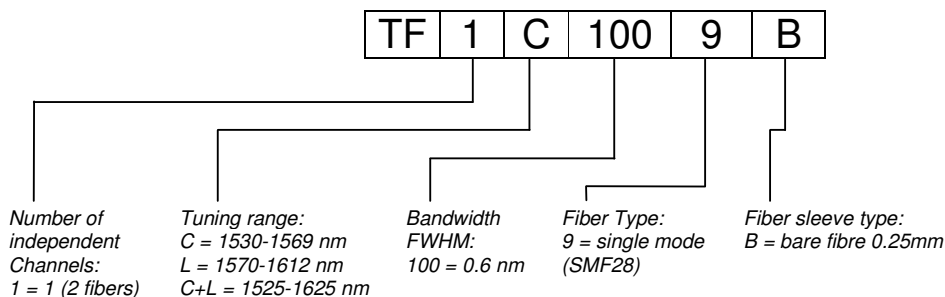 TF 1 C 100 9 B
Number of
independent
Channels:
1 = 1 (2 fibers)
Tuning range:
C = 1530-1569 nm
L = 1570-1612 nm
C+L = 1525-1625 nm
Bandwidth
FWHM:
100 = 0.6 nm
Fiber Type:
9 = single mode
(SMF28)
Fiber sleeve type:
B = bare fibre 0.25mm